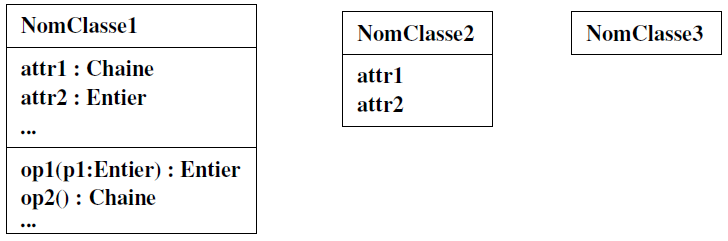 NomClasse1
attr1 : Chaine
attr2 : Entier
...
op1(p1:Entier) : Entier
op2() : Chaine
...
NomClasse2
attr1
attr2
NomClasse3